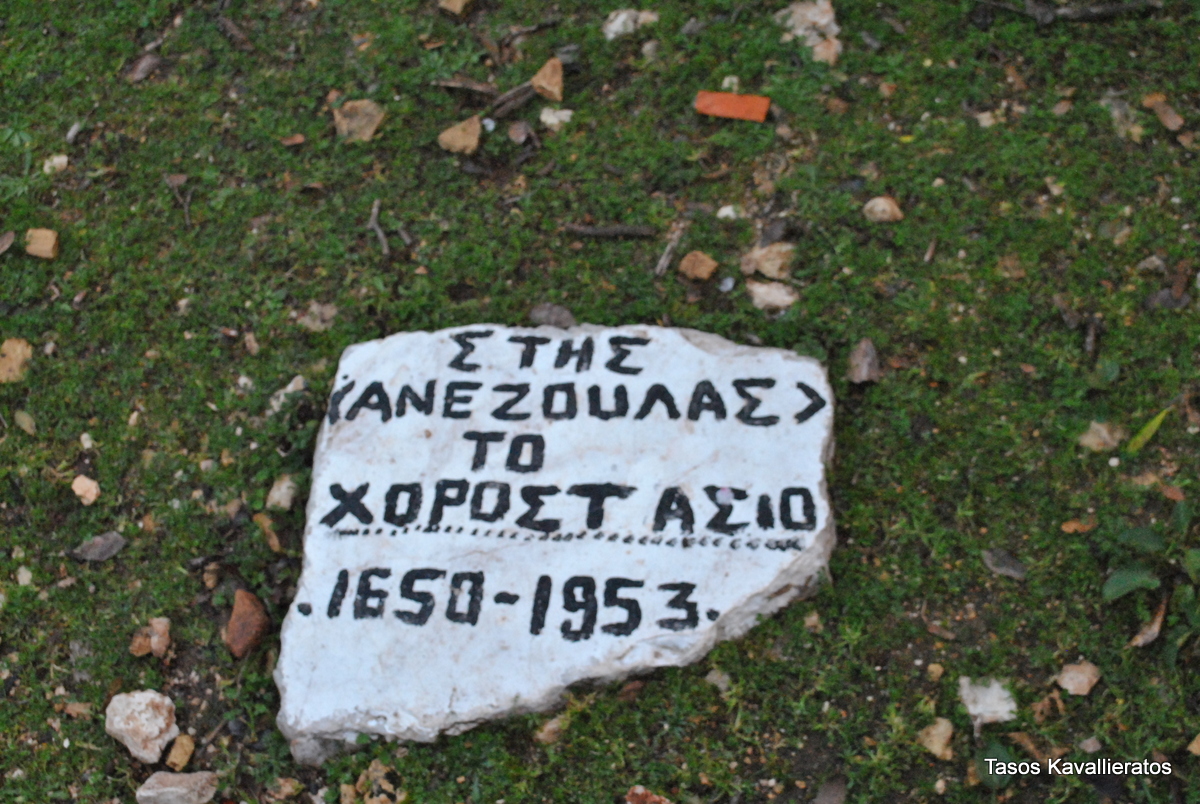 ΣΤΗΣ
<ΑΝΕΖΟΥΛΑΣ>
ΤΟ
ΧΟΡΟΣΤΑΣΙΟ
.1650-1953.
Tasos Kavallieratos